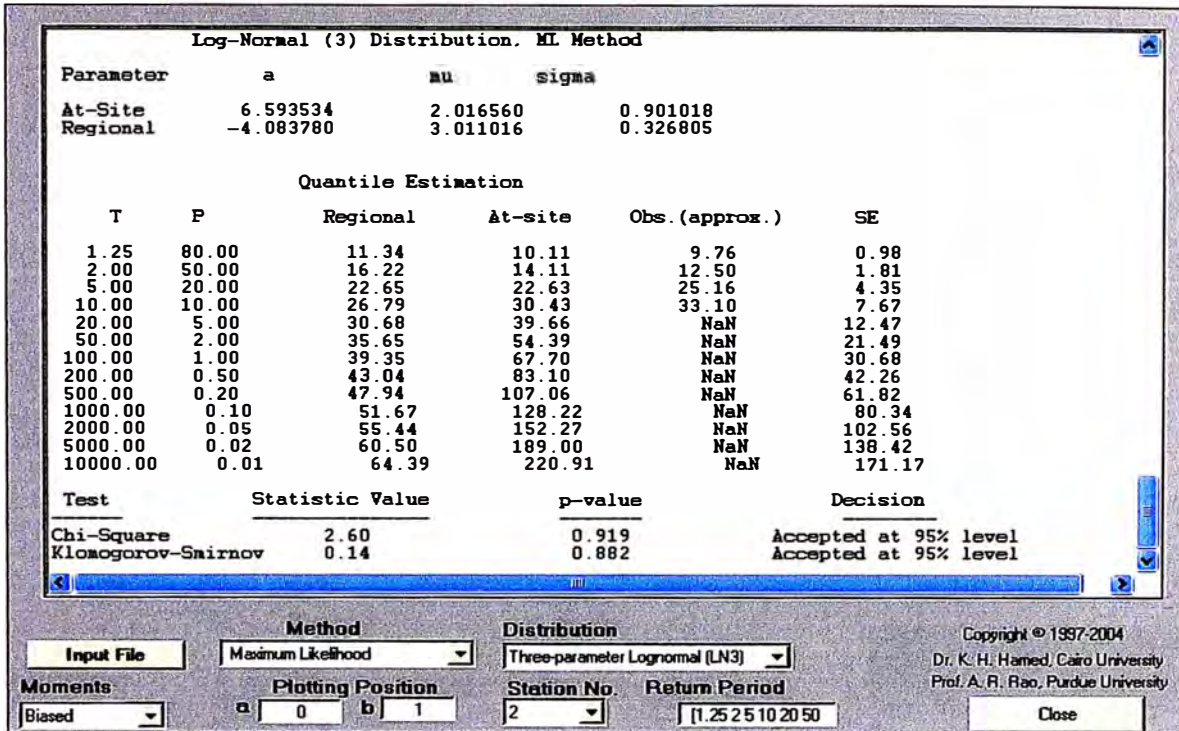 Log-Normal (3) Distribution, ML Method
Parameter a mu sigma
At-Site 6.593534 2.016560 0.901018
Regional -4.083780 3.011016 0.326805
Quantile Estimation
T P Regional At-site Obs.(approx.) SE
1.25 80.00 11.34 10.11 9.76 0.98
2.00 50.00 16.22 14.11 12.50 1.81
5.00 20.00 22.65 22.63 25.16 4.35
10.00 10.00 26.79 30.43 33.10 7.67
20.00 5.00 30.68 39.66 NaN 12.47
50.00 2.00 35.65 54.39 NaN 21.49
100.00 1.00 39.35 67.70 NaN 30.68
200.00 0.50 43.04 83.10 NaN 42.26
500.00 0.20 47.94 107.06 NaN 61.82
1000.00 0.10 51.67 128.22 NaN 80.34
2000.00 0.05 55.44 152.27 NaN 102.56
5000.00 0.02 60.50 189.00 NaN 138.42
10000.00 0.01 64.39 220.91 NaN 171.17
Test Statistic Value p-value Decision
Chi-Square 2.60 0.919 Accepted at 95% level
Klomogorov-Smirnov 0.14 0.882 Accepted at 95% level
Method Distribution Copyright © 1997-2004
Input File Maximum Likelihood Three-parameter Lognormal (LN3) Dr. K. H. Hamed, Cairo University
Moments Plotting Position Station No. Return Period Prof. A. R. Rao, Purdue University
Biased a 0 b 1 2 [1.25 2 5 10 20 50 Close